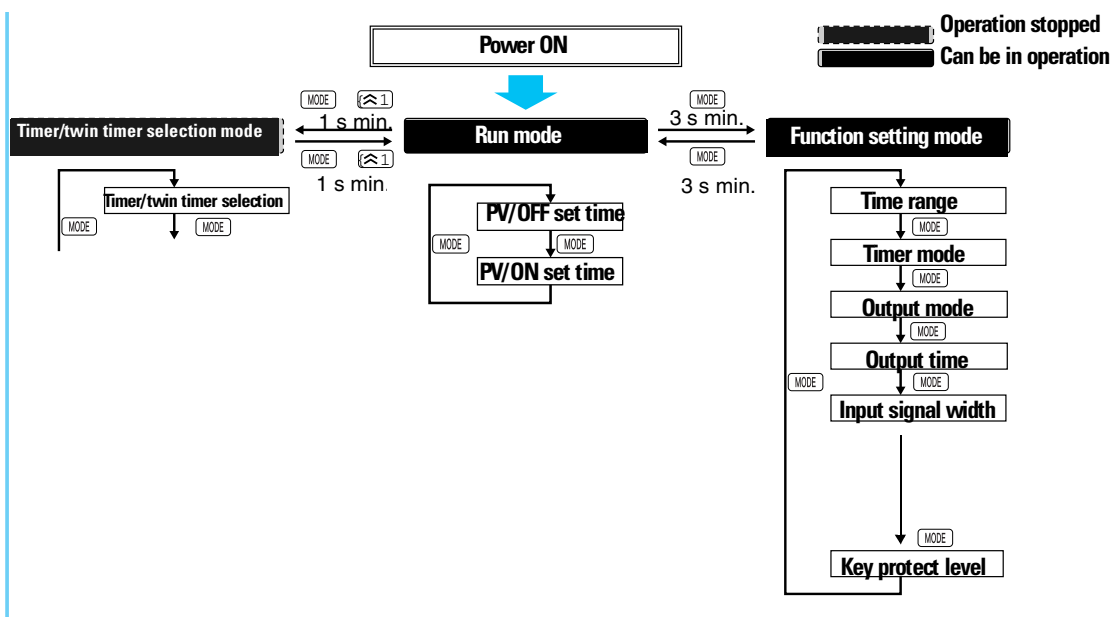 Power ON
Operation stopped
Can be in operation
MODE 1
1 s min.
MODE
3 s min.
Timer/twin timer selection mode
Run mode
Function setting mode
MODE 1
1 s min.
MODE
3 s min.
Timer/twin timer selection
MODE
MODE
PV/OFF set time
MODE
MODE
PV/ON set time
Time range
MODE
Timer mode
MODE
Output mode
MODE
Output time
MODE
MODE
Input signal width
MODE
Key protect level